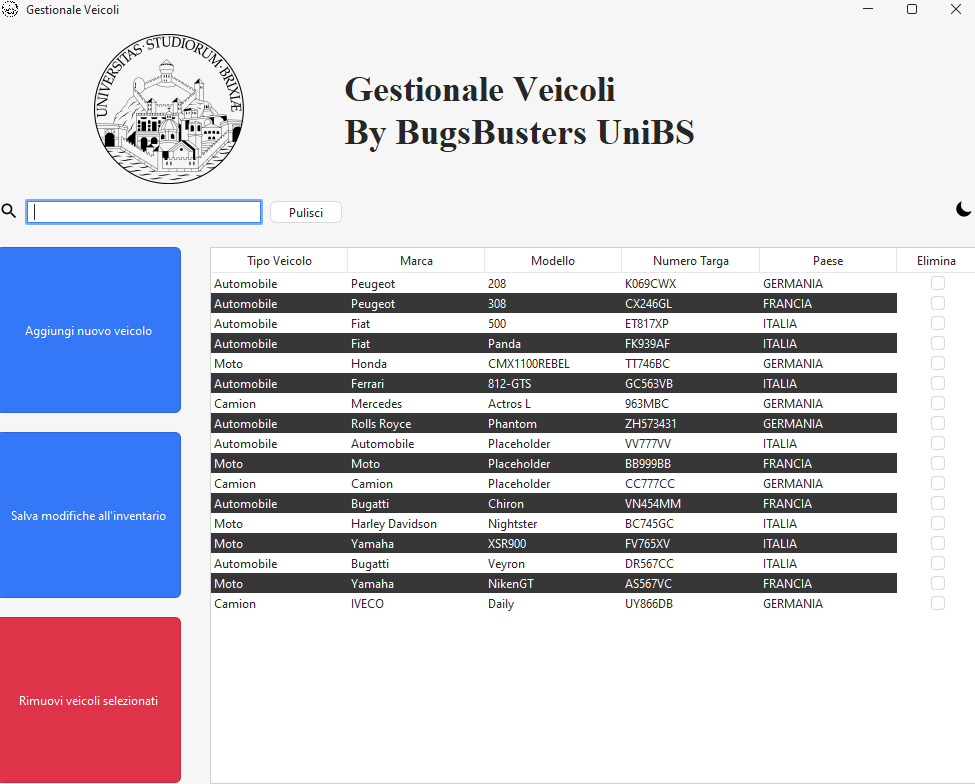 Gestionale Veicoli
UNIVERSITAS·STUDIORUM·BRIXIÆ
Gestionale Veicoli
By BugsBusters UniBS
Pulisci
Aggiungi nuovo veicolo
Salva modifiche all'inventario
Rimuovi veicoli selezionati
Tipo Veicolo Marca Modello Numero Targa Paese Elimina
Automobile Peugeot 208 K069CWX GERMANIA
Automobile Peugeot 308 CX246GL FRANCIA
Automobile Fiat 500 ET817XP ITALIA
Automobile Fiat Panda FK939AF ITALIA
Moto Honda CMX1100REBEL TT746BC GERMANIA
Automobile Ferrari 812-GTS GC563VB ITALIA
Camion Mercedes Actros L 963MBC GERMANIA
Automobile Rolls Royce Phantom ZH573431 GERMANIA
Automobile Automobile Placeholder VV777VV ITALIA
Moto Moto Placeholder BB999BB FRANCIA
Camion Camion Placeholder CC777CC GERMANIA
Automobile Bugatti Chiron VN454MM FRANCIA
Moto Harley Davidson Nightster BC745GC ITALIA
Moto Yamaha XSR900 FV765XV ITALIA
Automobile Bugatti Veyron DR567CC ITALIA
Moto Yamaha NikenGT AS567VC FRANCIA
Camion IVECO Daily UY866DB GERMANIA